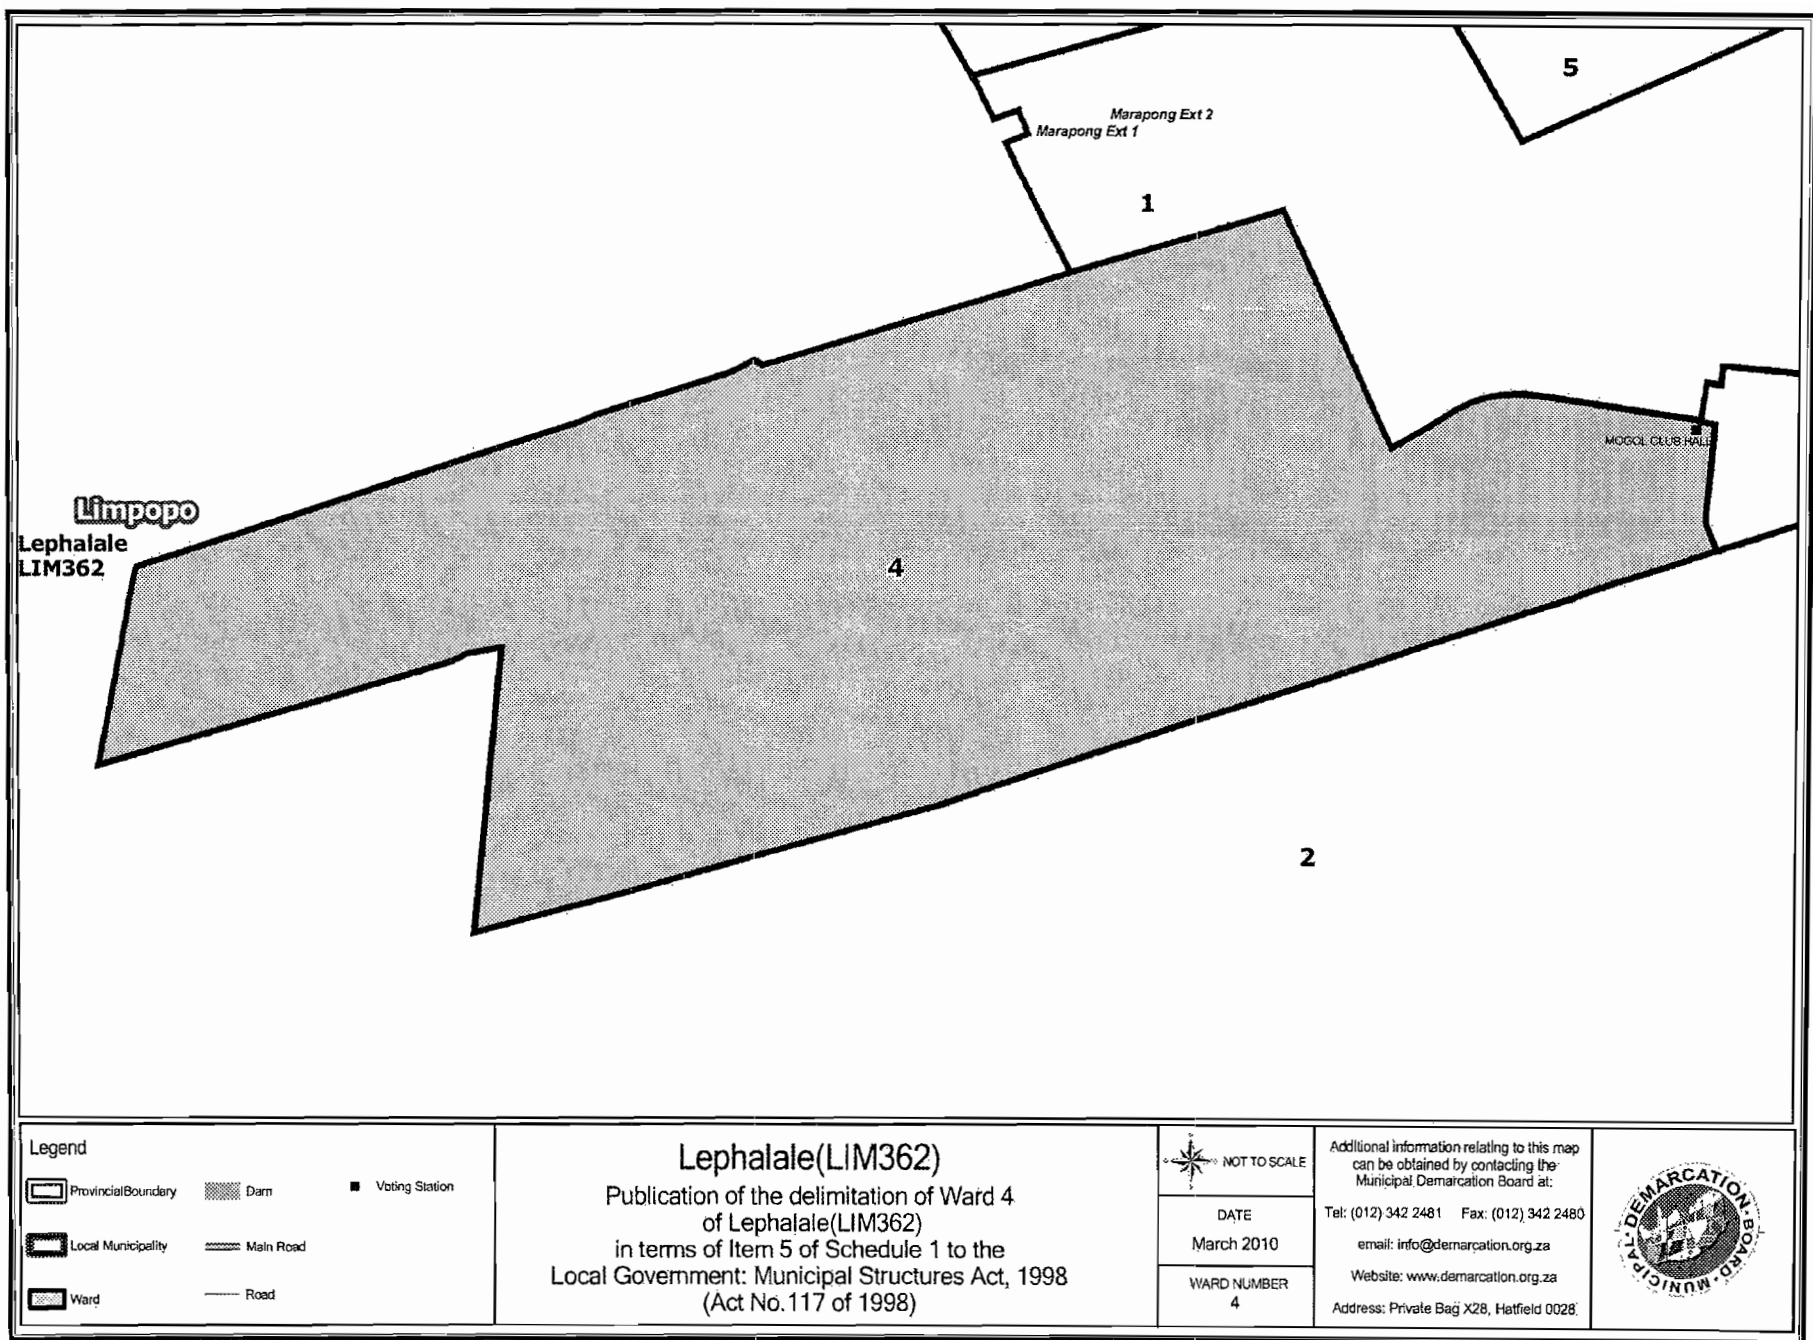 5
Marapong Ext 2
Marapong Ext 1
1
MOGOL CLUB HALL
Limpopo
Lephalale
LIM362
4
2
Legend
ProvincialBoundary
Dam
Voting Station
Local Municipality
Main Road
Ward
Road
Lephalale(LIM362)
Publication of the delimitation of Ward 4
of Lephalale(LIM362)
in terms of Item 5 of Schedule 1 to the
Local Government: Municipal Structures Act, 1998
(Act No.117 of 1998)
NOT TO SCALE
DATE
March 2010
WARD NUMBER
4
Additional information relating to this map
can be obtained by contacting the
Municipal Demarcation Board at:
Tel: (012) 342 2481 Fax: (012) 342 2480
email: info@demarcation.org.za
Website: www.demarcation.org.za
Address: Private Bag X28, Hatfield 0028
MUNICIPAL · DEMARCATION · BOARD